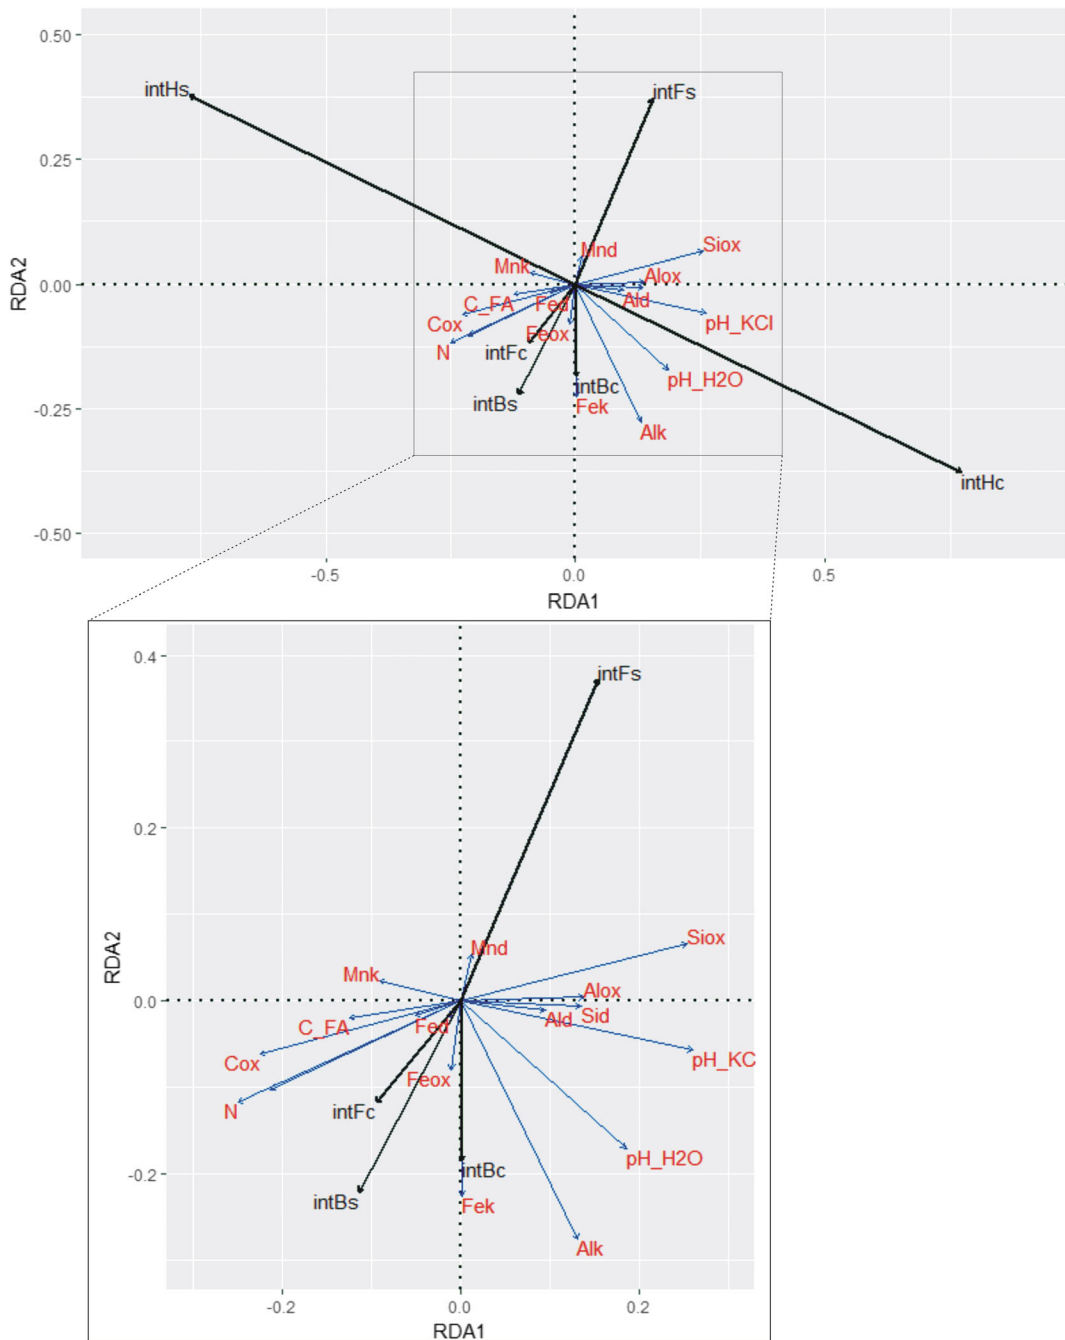 0.50
intHs
intFs
0.25
Mnd
Siox
Mnk
Alox
0.00
C_FA
Fed
Ald
Cox
pH_KCl
Feox
N
intFc
pH_H2O
intBc
-0.25
intBs
Fek
Alk
intHc
-0.50
-0.5
0.0
0.5
RDA1
RDA2
0.4
intFs
0.2
Mnd
Siox
Mnk
Alox
0.0
C_FA
Fed
Ald
Sid
Cox
pH_KC
Feox
N
intFc
pH_H2O
-0.2
intBc
intBs
Fek
Alk
-0.2
0.0
0.2
RDA1
RDA2